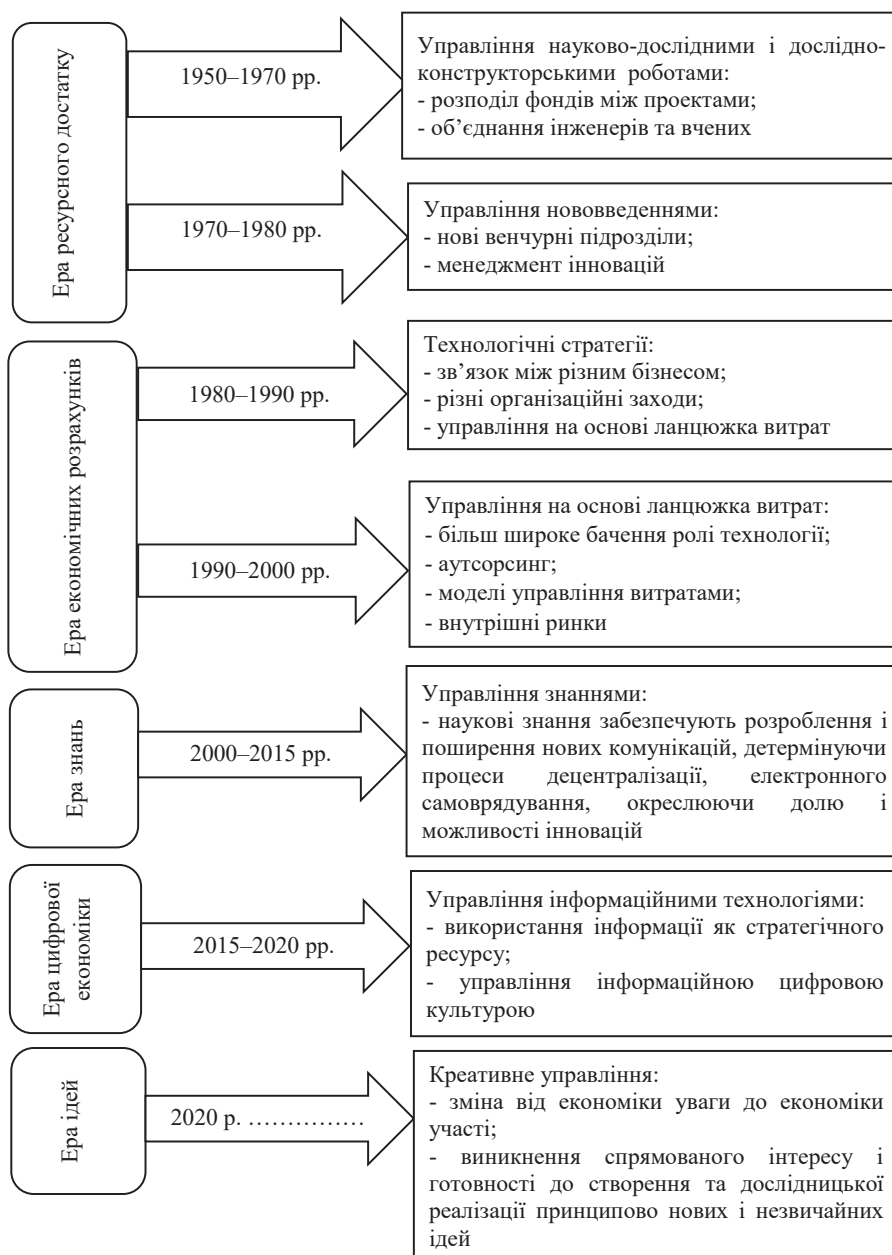 Ера ресурсного достатку
1950–1970 рр.
Управління науково-дослідними і дослідно-
конструкторськими роботами:
- розподіл фондів між проектами;
- об’єднання інженерів та вчених
1970–1980 рр.
Управління нововведеннями:
- нові венчурні підрозділи;
- менеджмент інновацій
Ера економічних розрахунків
1980–1990 рр.
Технологічні стратегії:
- зв’язок між різним бізнесом;
- різні організаційні заходи;
- управління на основі ланцюжка витрат
1990–2000 рр.
Управління на основі ланцюжка витрат:
- більш широке бачення ролі технології;
- аутсорсинг;
- моделі управління витратами;
- внутрішні ринки
Ера знань
2000–2015 рр.
Управління знаннями:
- наукові знання забезпечують розроблення і
поширення нових комунікацій, детермінуючи
процеси децентралізації, електронного
самоврядування, окреслюючи долю і
можливості інновацій
Ера цифрової
економіки
2015–2020 рр.
Управління інформаційними технологіями:
- використання інформації як стратегічного
ресурсу;
- управління інформаційною цифровою
культурою
Ера ідей
2020 р. ……………
Креативне управління:
- зміна від економіки уваги до економіки
участі;
- виникнення спрямованого інтересу і
готовності до створення та дослідницької
реалізації принципово нових і незвичайних
ідей